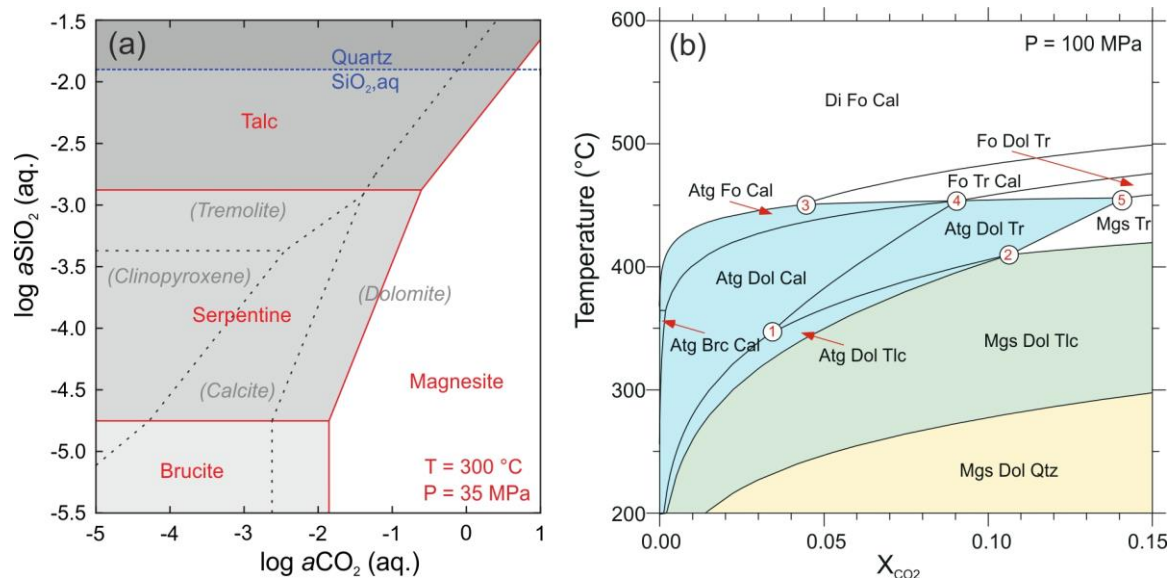 (a)
-1.5
-2.0
-2.5
-3.0
-3.5
-4.0
-4.5
-5.0
-5.5
log aSiO2 (aq.)
Quartz
SiO2,aq
Talc
(Tremolite)
(Clinopyroxene)
(Dolomite)
Serpentine
(Calcite)
Magnesite
Brucite
T = 300 °C
P = 35 MPa
-5
-4
-3
-2
-1
0
1
log aCO2 (aq.)
(b)
P = 100 MPa
600
500
400
300
200
Temperature (°C)
Di Fo Cal
Fo Dol Tr
Atg Fo Cal
Fo Tr Cal
3
4
5
Mgs Tr
Atg Dol Tr
2
Atg Dol Cal
1
Atg Brc Cal
Atg Dol Tlc
Mgs Dol Tlc
Mgs Dol Qtz
0.00
0.05
0.10
0.15
XCO2